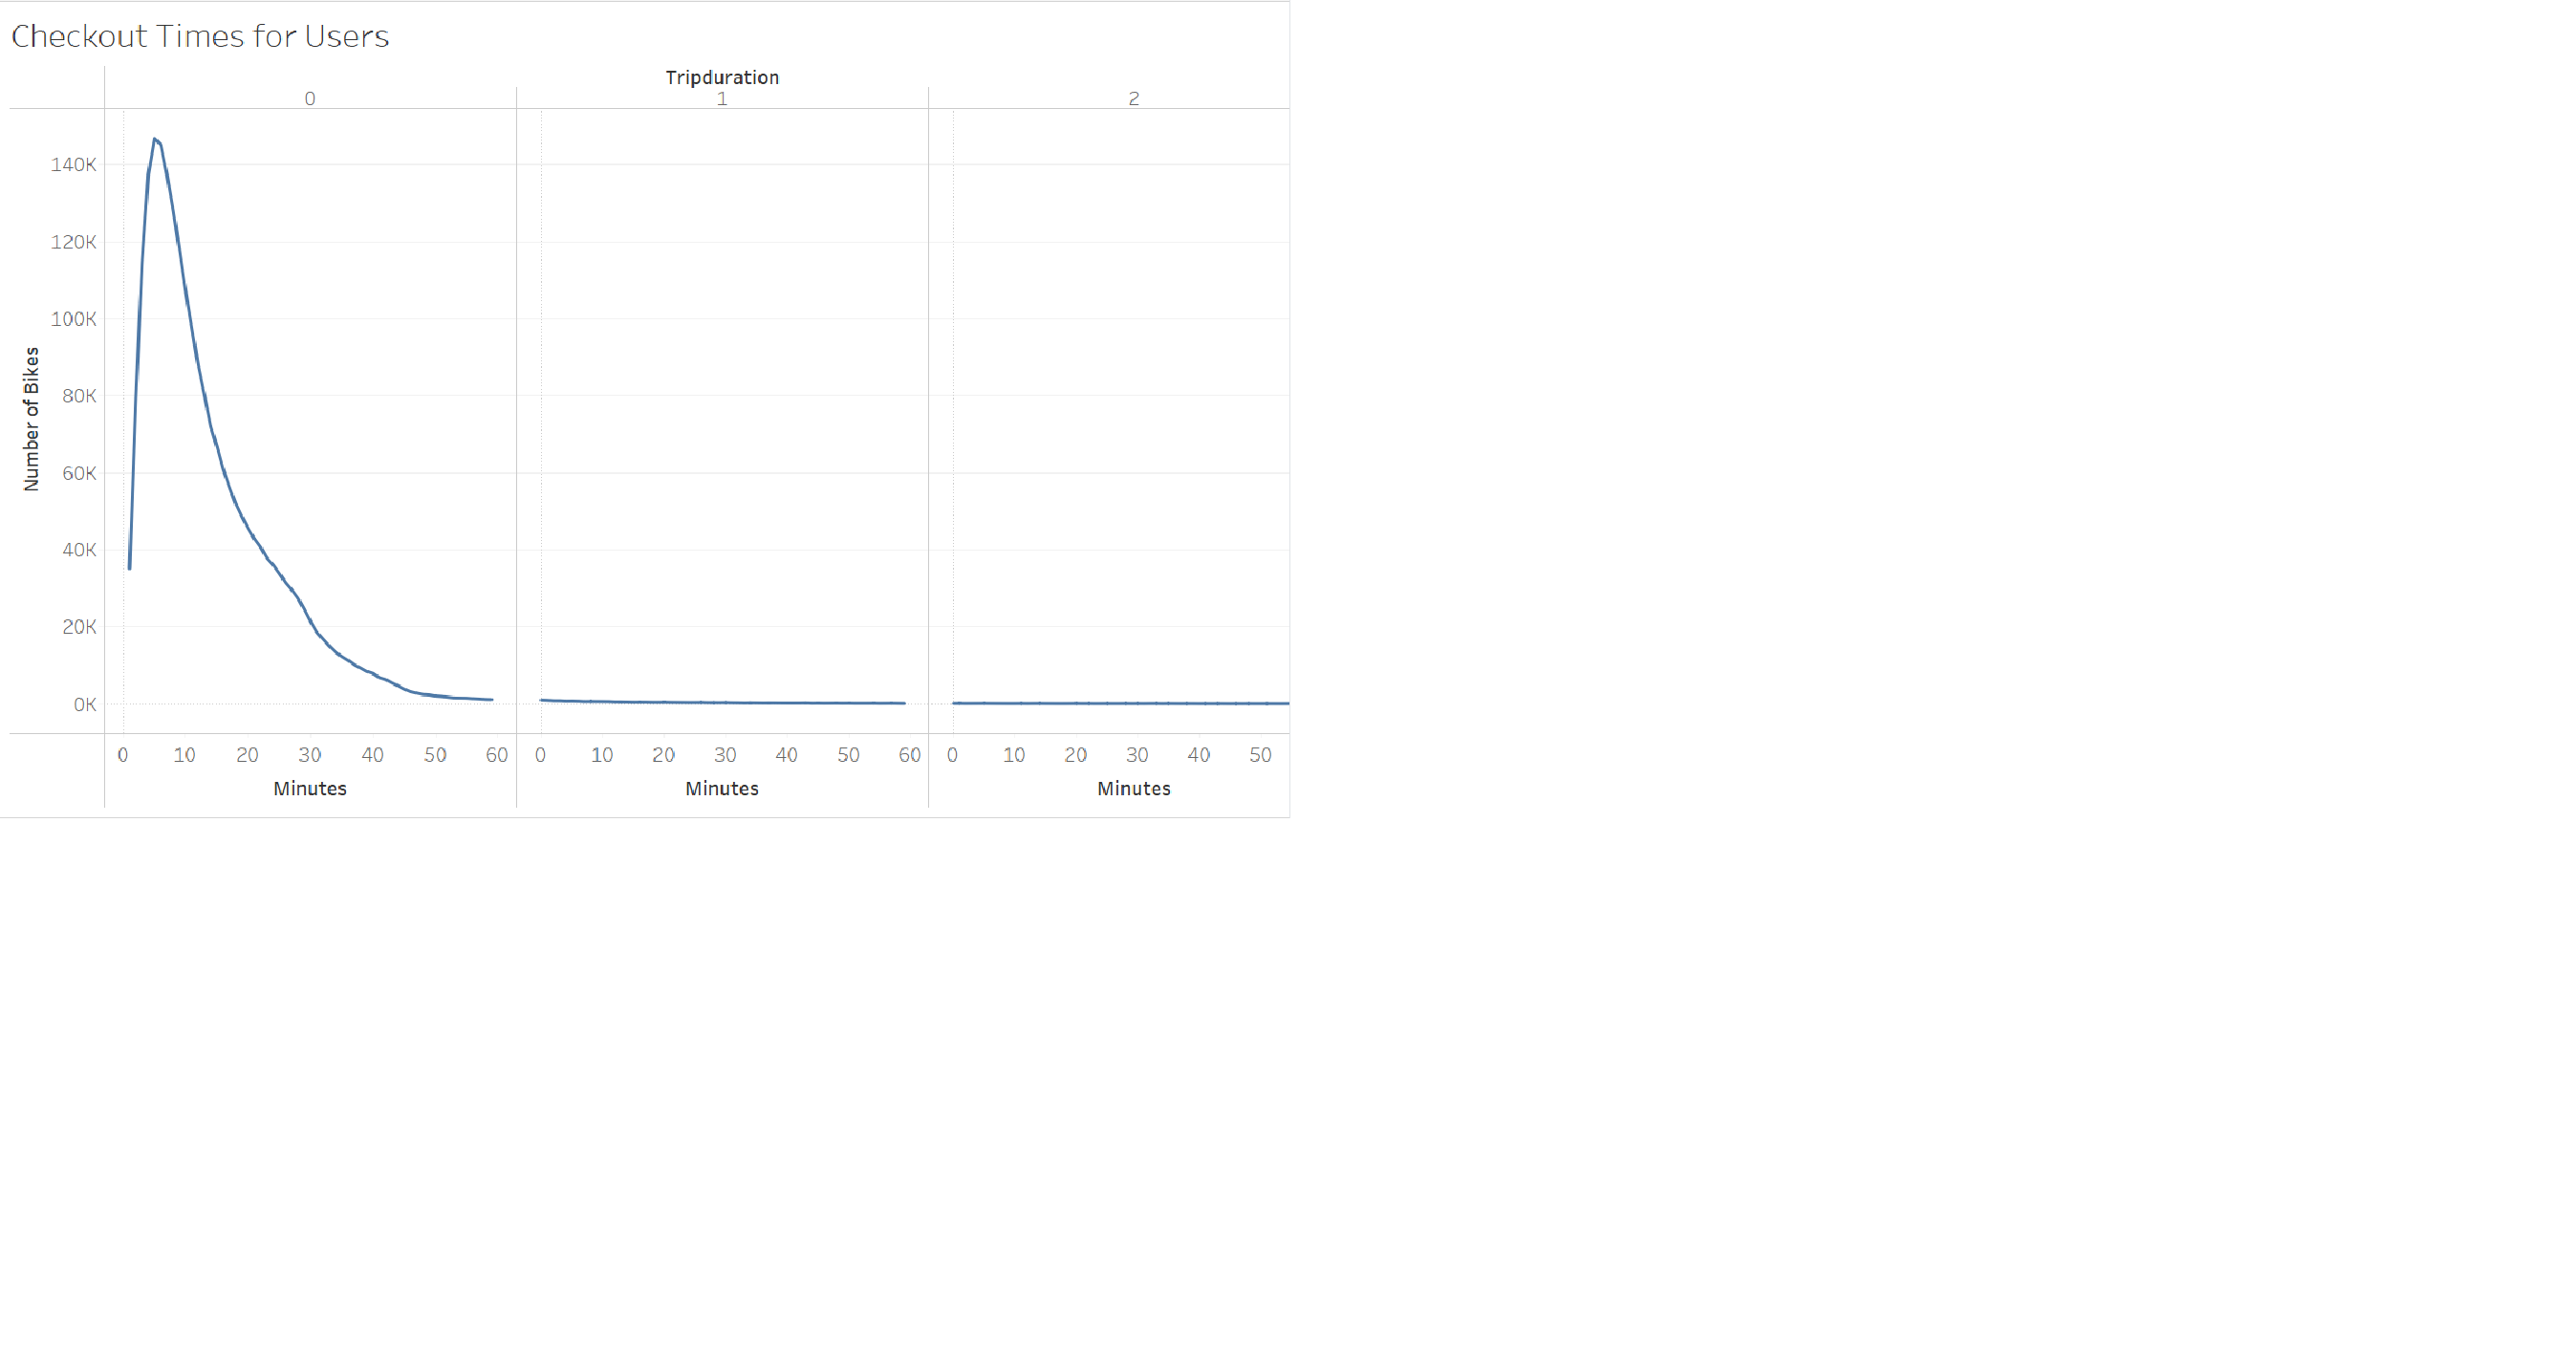 Checkout Times for Users
Tripduration
0 1 2
Number of Bikes
140K
120K
100K
80K
60K
40K
20K
0K
0 10 20 30 40 50 60 0 10 20 30 40 50 60 0 10 20 30 40 50
Minutes Minutes Minutes